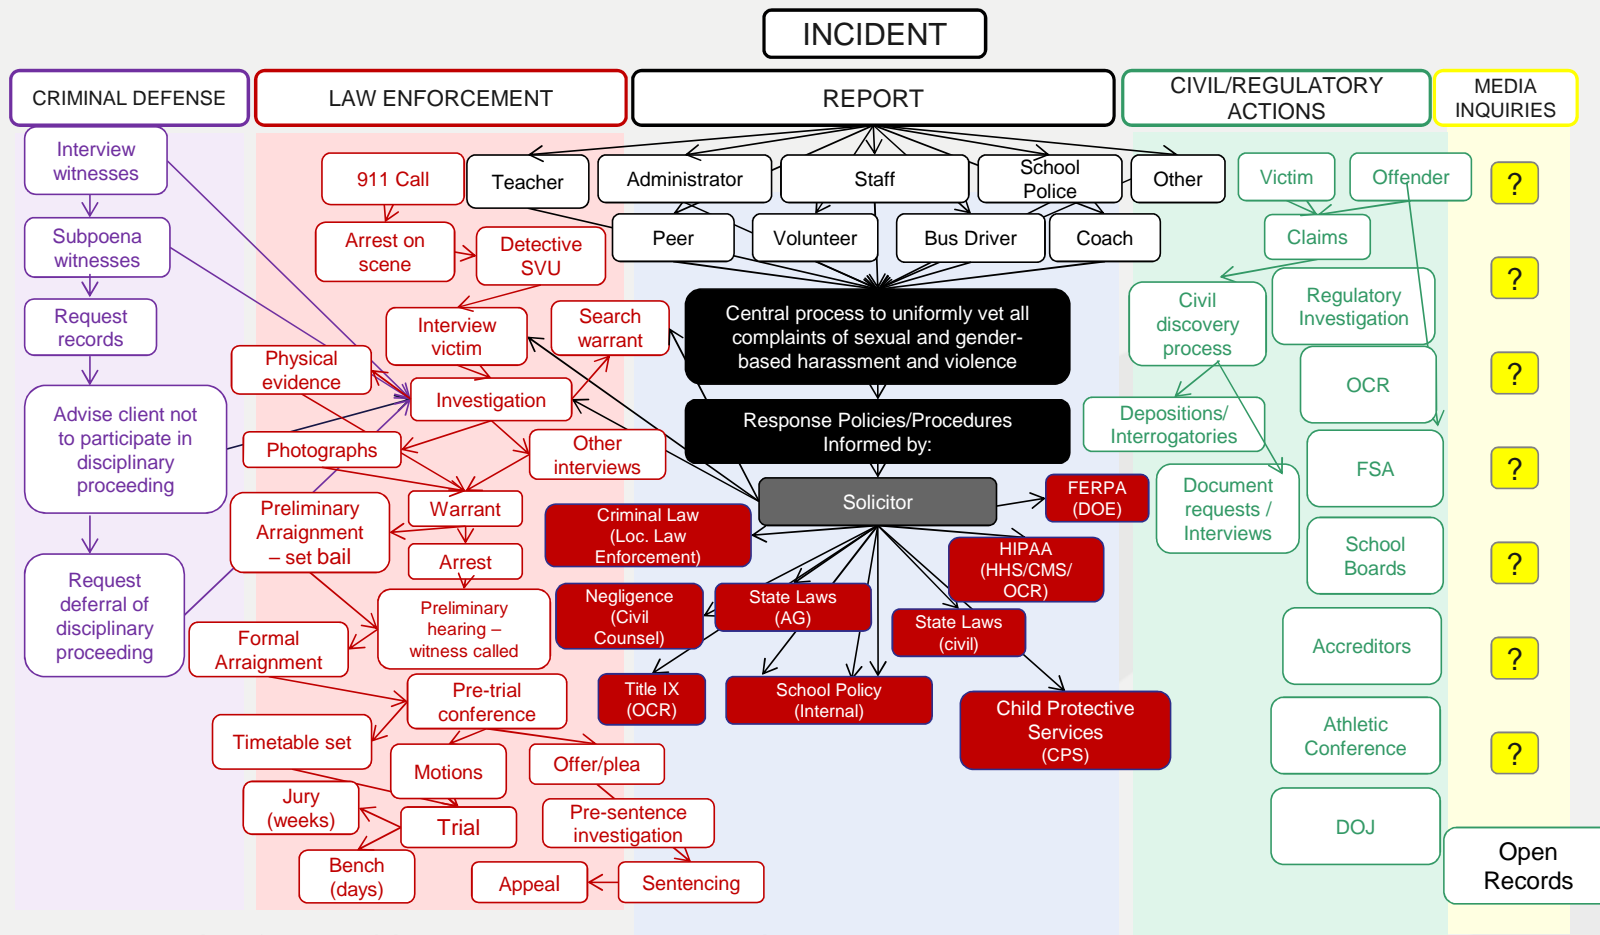 INCIDENT
CRIMINAL DEFENSE
LAW ENFORCEMENT
REPORT
CIVIL/REGULATORY
ACTIONS
MEDIA
INQUIRIES
Interview
witnesses
Subpoena
witnesses
Request
records
Advise client not
to participate in
disciplinary
proceeding
Request
deferral of
disciplinary
proceeding
911 Call
Arrest on
scene
Detective
SVU
Interview
victim
Search
warrant
Physical
evidence
Investigation
Photographs
Other
interviews
Warrant
Preliminary
Arraignment
– set bail
Arrest
Preliminary
hearing –
witness called
Formal
Arraignment
Pre-trial
conference
Timetable set
Motions
Offer/plea
Jury
(weeks)
Trial
Pre-sentence
investigation
Bench
(days)
Appeal
Sentencing
Teacher
Administrator
Staff
School
Police
Other
Peer
Volunteer
Bus Driver
Coach
Central process to uniformly vet all
complaints of sexual and gender-
based harassment and violence
Response Policies/Procedures
Informed by:
Solicitor
FERPA
(DOE)
Criminal Law
(Loc. Law
Enforcement)
HIPAA
(HHS/CMS/
OCR)
Negligence
(Civil
Counsel)
State Laws
(AG)
State Laws
(civil)
Title IX
(OCR)
School Policy
(Internal)
Child Protective
Services
(CPS)
Victim
Offender
Claims
Civil
discovery
process
Regulatory
Investigation
OCR
Depositions/
Interrogatories
FSA
Document
requests /
Interviews
School
Boards
Accreditors
Athletic
Conference
DOJ
?
?
?
?
?
?
?
Open
Records